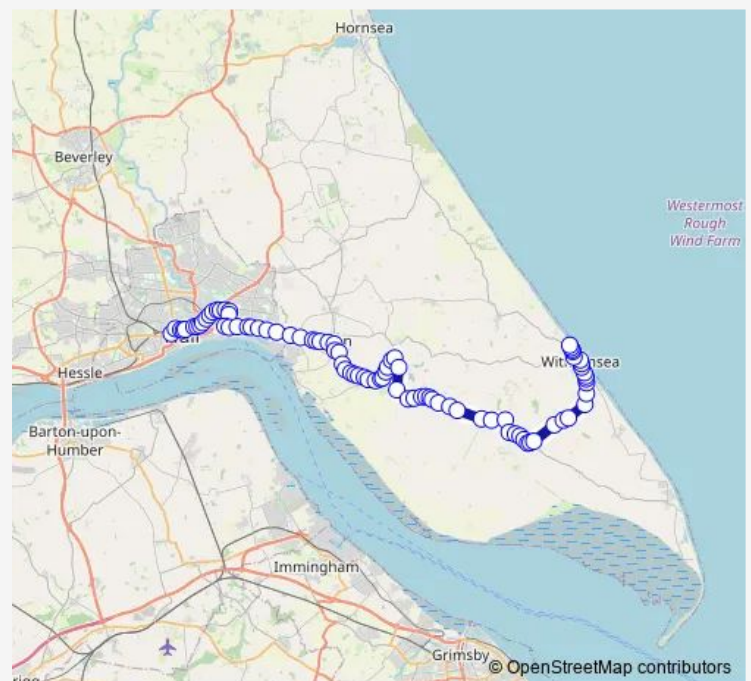 Hornsea
Beverley
Westermost
Rough
Wind Farm
Hessle
Barton-upon-
Humber
Immingham
Grimsby
© OpenStreetMap contributors